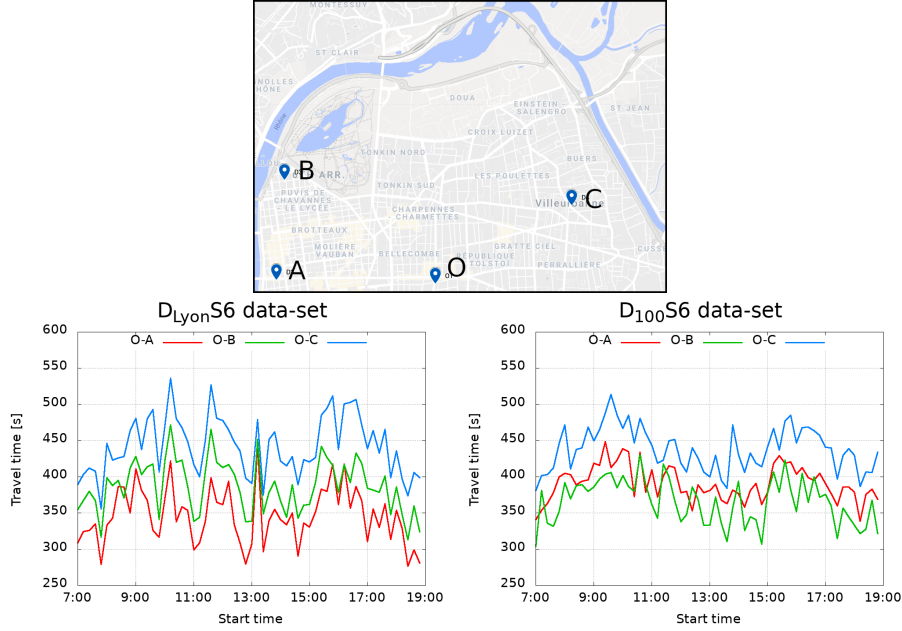 MONTESSUY
ST CLAIR
NOLLES
HÔNE
DOUA
EINSTEIN -
SALENGRO
ST JEAN
Rhône
CROIX LUIZET
TONKIN NORD
BUERS
B
ARR.
LES POULETTES
TONKIN SUD
PUVIS DE
CHAVANNES
- LE LYCÉE
Villeurbanne
C
CHARPENNES
CHARMETTES
BROTTEAUX
MOLIÈRE
VAUBAN
BELLECOMBE
GRATTE CIEL
CUSS
RÉPUBLIQUE
TOLSTOI
PERRALLIÈRE
A
O
D_LyonS6 data-set
600
550
500
450
400
350
300
250
Travel time [s]
O-A
O-B
O-C
7:00
9:00
11:00
13:00
15:00
17:00
19:00
Start time
D_100S6 data-set
600
550
500
450
400
350
300
250
Travel time [s]
O-A
O-B
O-C
7:00
9:00
11:00
13:00
15:00
17:00
19:00
Start time